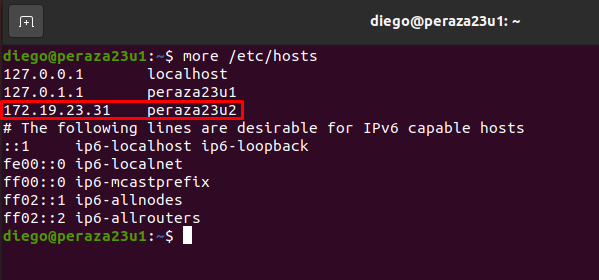 diego@peraza23u1: ~
diego@peraza23u1:~$ more /etc/hosts
127.0.0.1       localhost
127.0.1.1       peraza23u1
172.19.23.31    peraza23u2
# The following lines are desirable for IPv6 capable hosts
::1     ip6-localhost ip6-loopback
fe00::0 ip6-localnet
ff00::0 ip6-mcastprefix
ff02::1 ip6-allnodes
ff02::2 ip6-allrouters
diego@peraza23u1:~$